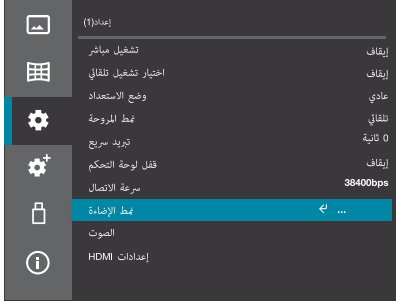 إعداد(1)
تشغيل مباشر إيقاف
اختيار تشغيل تلقائي إيقاف
وضع الاستعداد عادي
نمط المروحة تلقائي
تبريد سريع 0 ثانية
قفل لوحة التحكم إيقاف
سرعة الاتصال 38400bps
نمط الإضاءة ...
الصوت
إعدادات HDMI